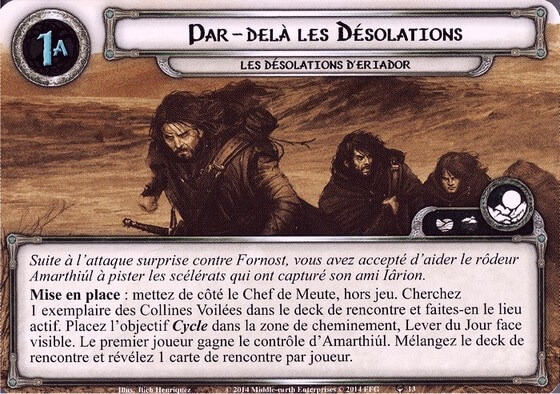 1A
PAR-DELÀ LES DÉSOLATIONS
LES DÉSOLATIONS D'ERIADOR
Suite à l'attaque surprise contre Fornost, vous avez accepté d'aider le rôdeur
Amarthiúl à pister les scélérats qui ont capturé son ami Iârion.
Mise en place : mettez de côté le Chef de Meute, hors jeu. Cherchez
1 exemplaire des Collines Voilées dans le deck de rencontre et faites-en le lieu
actif. Placez l'objectif Cycle dans la zone de cheminement, Lever du Jour face
visible. Le premier joueur gagne le contrôle d'Amarthiúl. Mélangez le deck de
rencontre et révélez 1 carte de rencontre par joueur.
Illus. Rich Henriquez © 2014 Middle-earth Enterprises © 2014 FFG 33